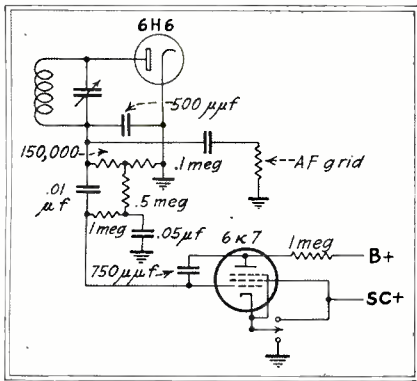 6H6
500 μμf
150,000
.1 meg
AF grid
.01
μf
.5 meg
1 meg
.05 μf
6K7
1 meg
B+
750 μμf
SC+